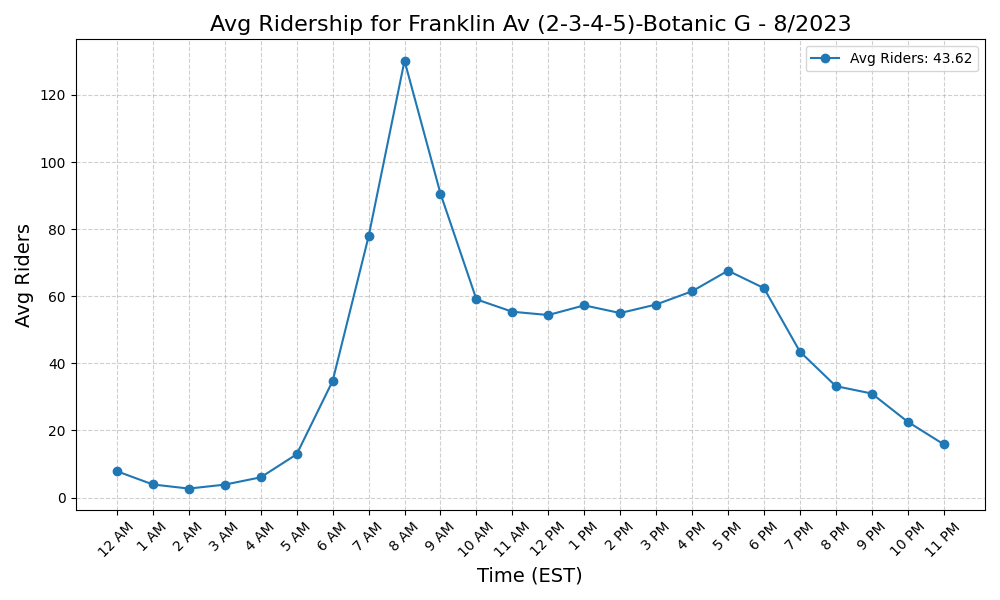 Avg Ridership for Franklin Av (2-3-4-5)-Botanic G - 8/2023
Avg Riders: 43.62
Avg Riders
120
100
80
60
40
20
0
12 AM
1 AM
2 AM
3 AM
4 AM
5 AM
6 AM
7 AM
8 AM
9 AM
10 AM
11 AM
12 PM
1 PM
2 PM
3 PM
4 PM
5 PM
6 PM
7 PM
8 PM
9 PM
10 PM
11 PM
Time (EST)